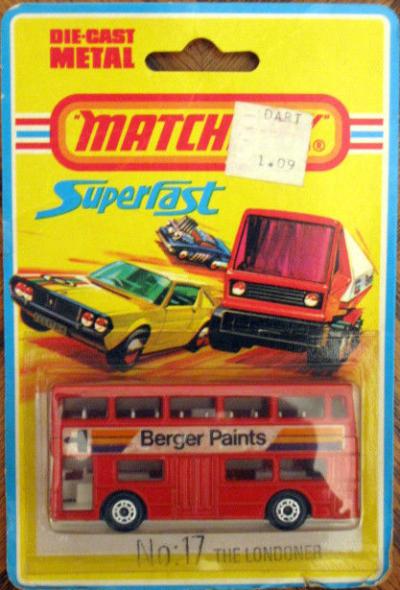 DIE-CAST
METAL
DART
"MATCH
®
1.09
Superfast
Berger Paints
No:17 THE LONDONER